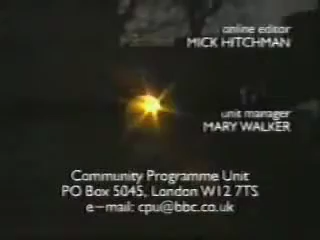 online editor
MICK HITCHMAN
unit manager
MARY WALKER
Community Programme Unit
PO Box 5045, London W12 7TS
e-mail: cpu@bbc.co.uk